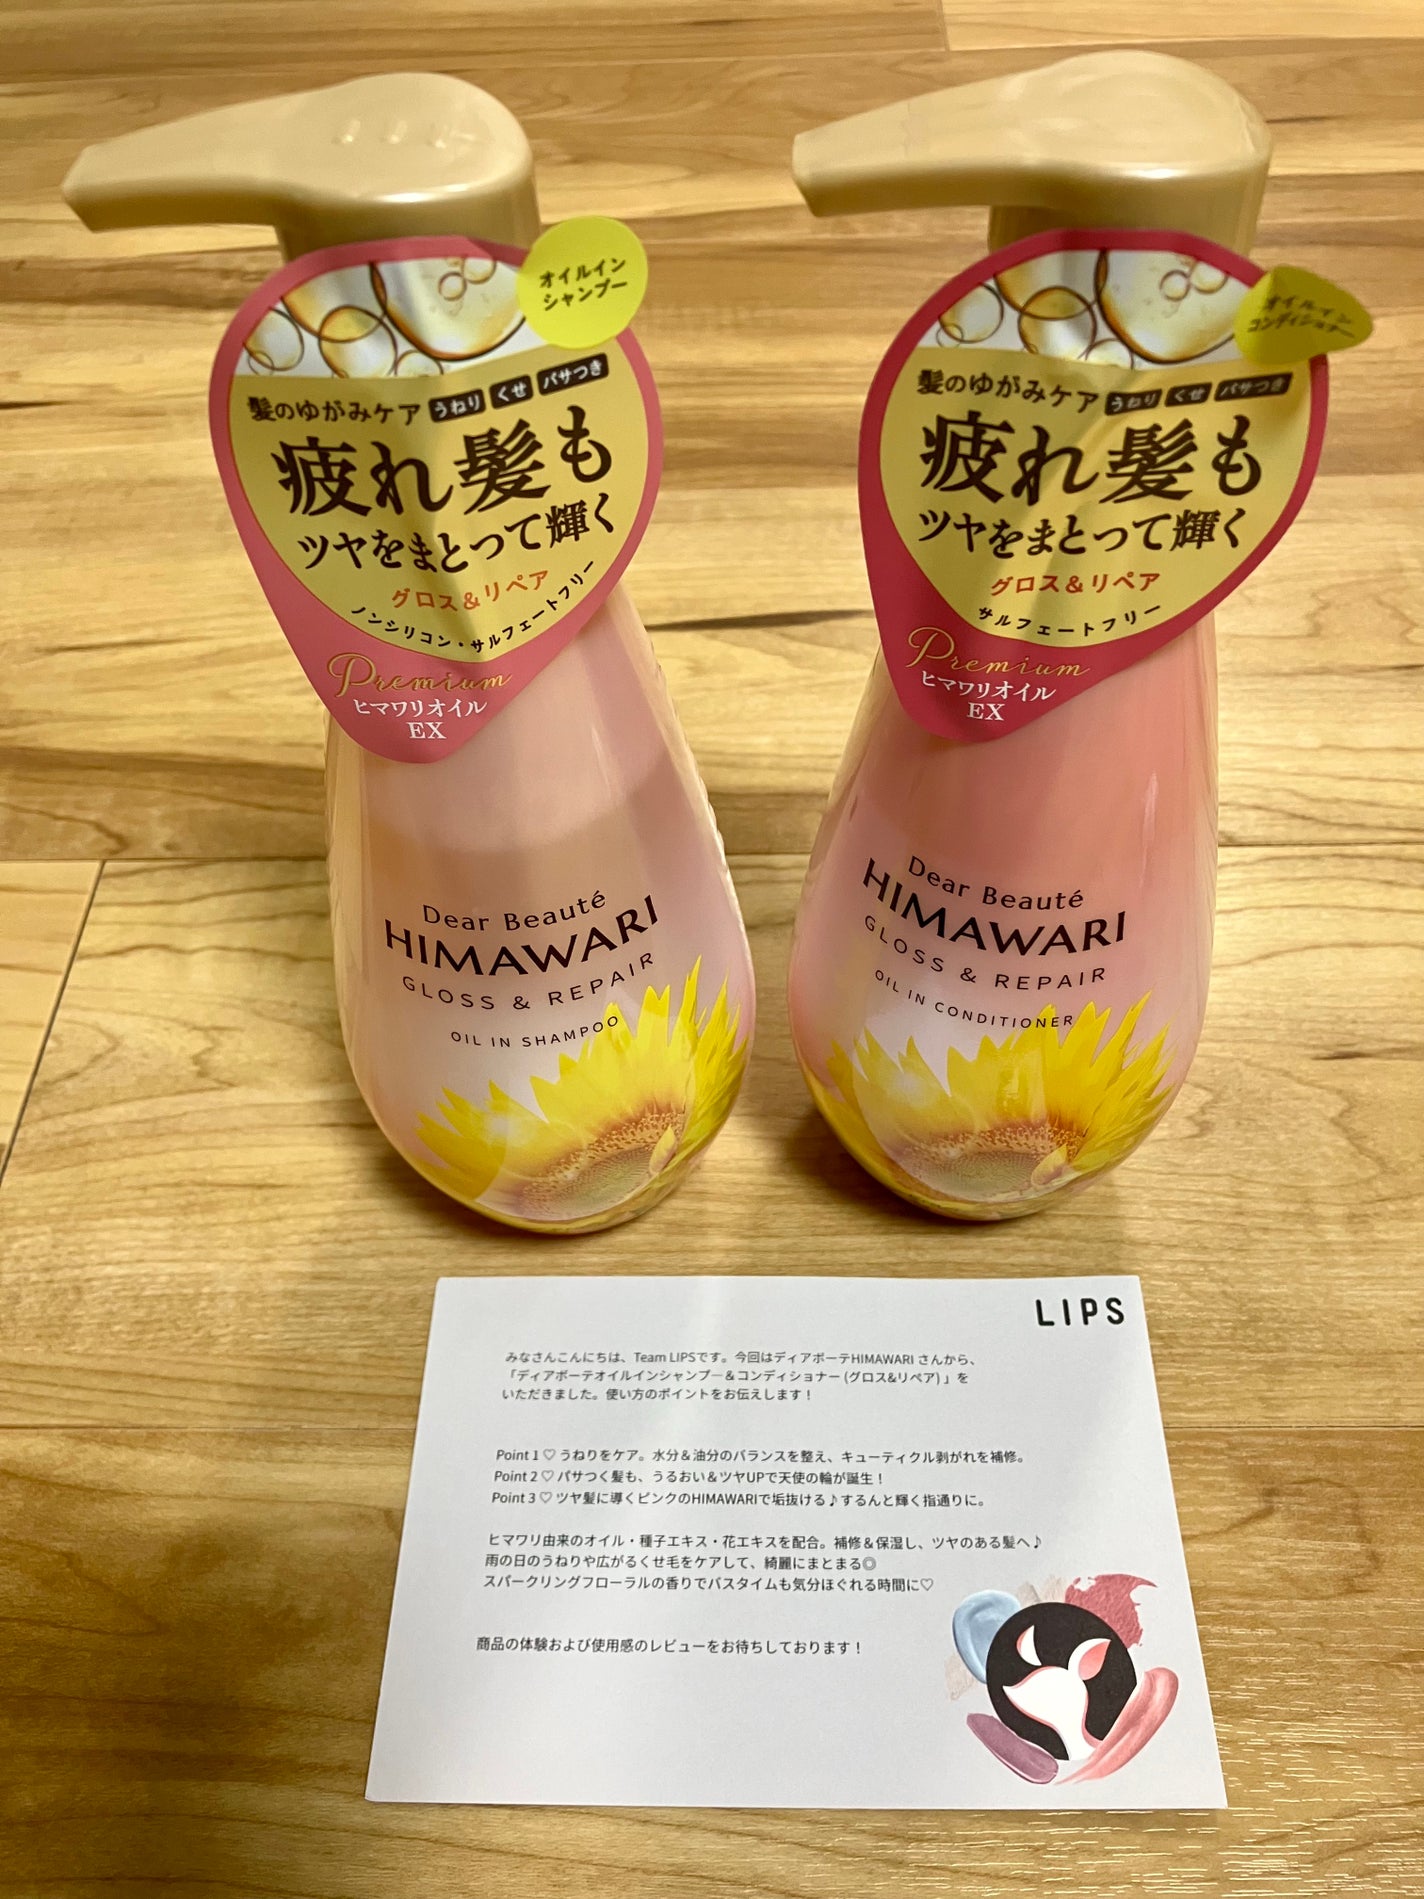 オイルイン
シャンプー
髪のゆがみケア うねり くせ パサつき
疲れ髪も
ツヤをまとって輝く
グロス&リペア
ノンシリコン・サルフェートフリー
Premium
ヒマワリオイル
EX
Dear Beauté
HIMAWARI
GLOSS & REPAIR
OIL IN SHAMPOO
オイルイン
コンディショナー
髪のゆがみケア うねり くせ パサつき
疲れ髪も
ツヤをまとって輝く
グロス&リペア
サルフェートフリー
Premium
ヒマワリオイル
EX
Dear Beauté
HIMAWARI
GLOSS & REPAIR
OIL IN CONDITIONER
LIPS
みなさんこんにちは、Team LIPSです。今回はディアボーテHIMAWARI さんから、
「ディアボーテオイルインシャンプー＆コンディショナー (グロス&リペア) 」を
いただきました。使い方のポイントをお伝えします！
Point 1 ♡ うねりをケア。水分＆油分のバランスを整え、キューティクル剥がれを補修。
Point 2 ♡ パサつく髪も、うるおい＆ツヤUPで天使の輪が誕生！
Point 3 ♡ ツヤ髪に導くピンクのHIMAWARIで垢抜ける♪するんと輝く指通りに。
ヒマワリ由来のオイル・種子エキス・花エキスを配合。補修＆保湿し、ツヤのある髪へ♪
雨の日のうねりや広がるくせ毛をケアして、綺麗にまとまる◎
スパークリングフローラルの香りでバスタイムも気分ほぐれる時間に♡
商品の体験および使用感のレビューをお待ちしております！